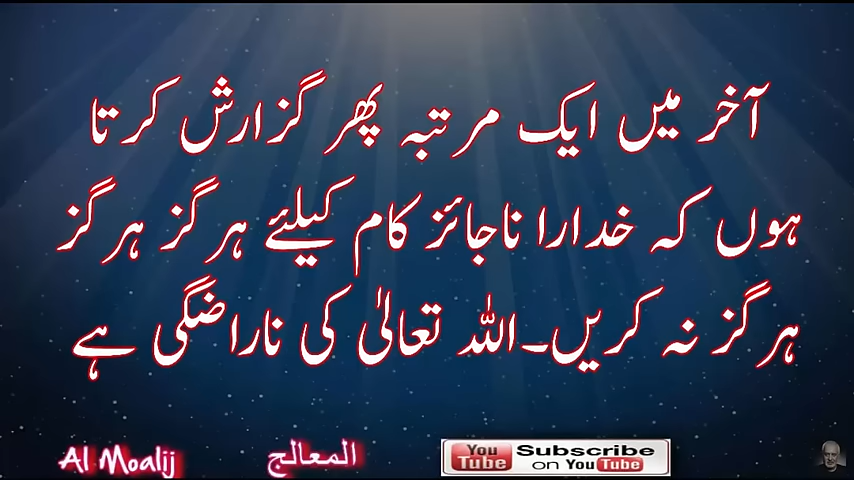 آخر میں ایک مرتبہ پھر گزارش کرتا
ہوں کہ خدارا ناجائز کام کیلئے ہرگز ہرگز
ہرگز نہ کریں۔اللہ تعالیٰ کی ناراضگی ہے
Al Moalij
المعالج
You Tube
Subscribe
on YouTube